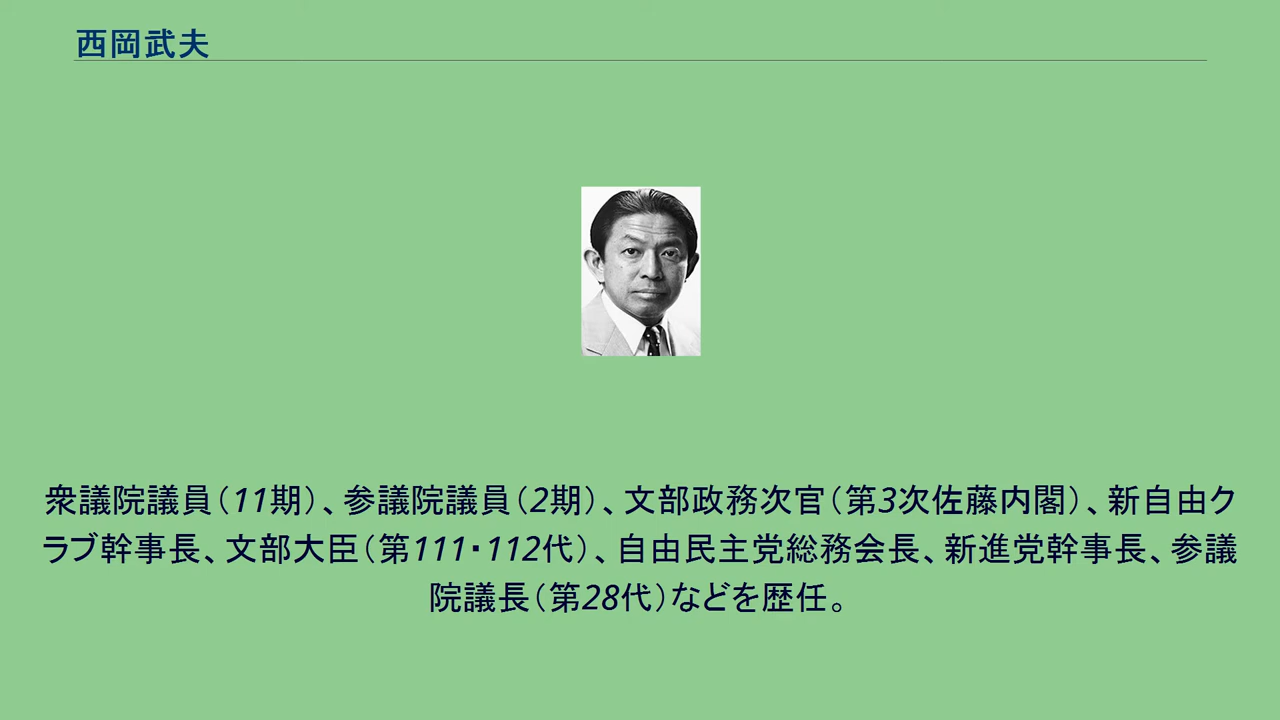 西岡武夫
衆議院議員（11期）、参議院議員（2期）、文部政務次官（第3次佐藤内閣）、新自由ク
ラブ幹事長、文部大臣（第111・112代）、自由民主党総務会長、新進党幹事長、参議
院議長（第28代）などを歴任。